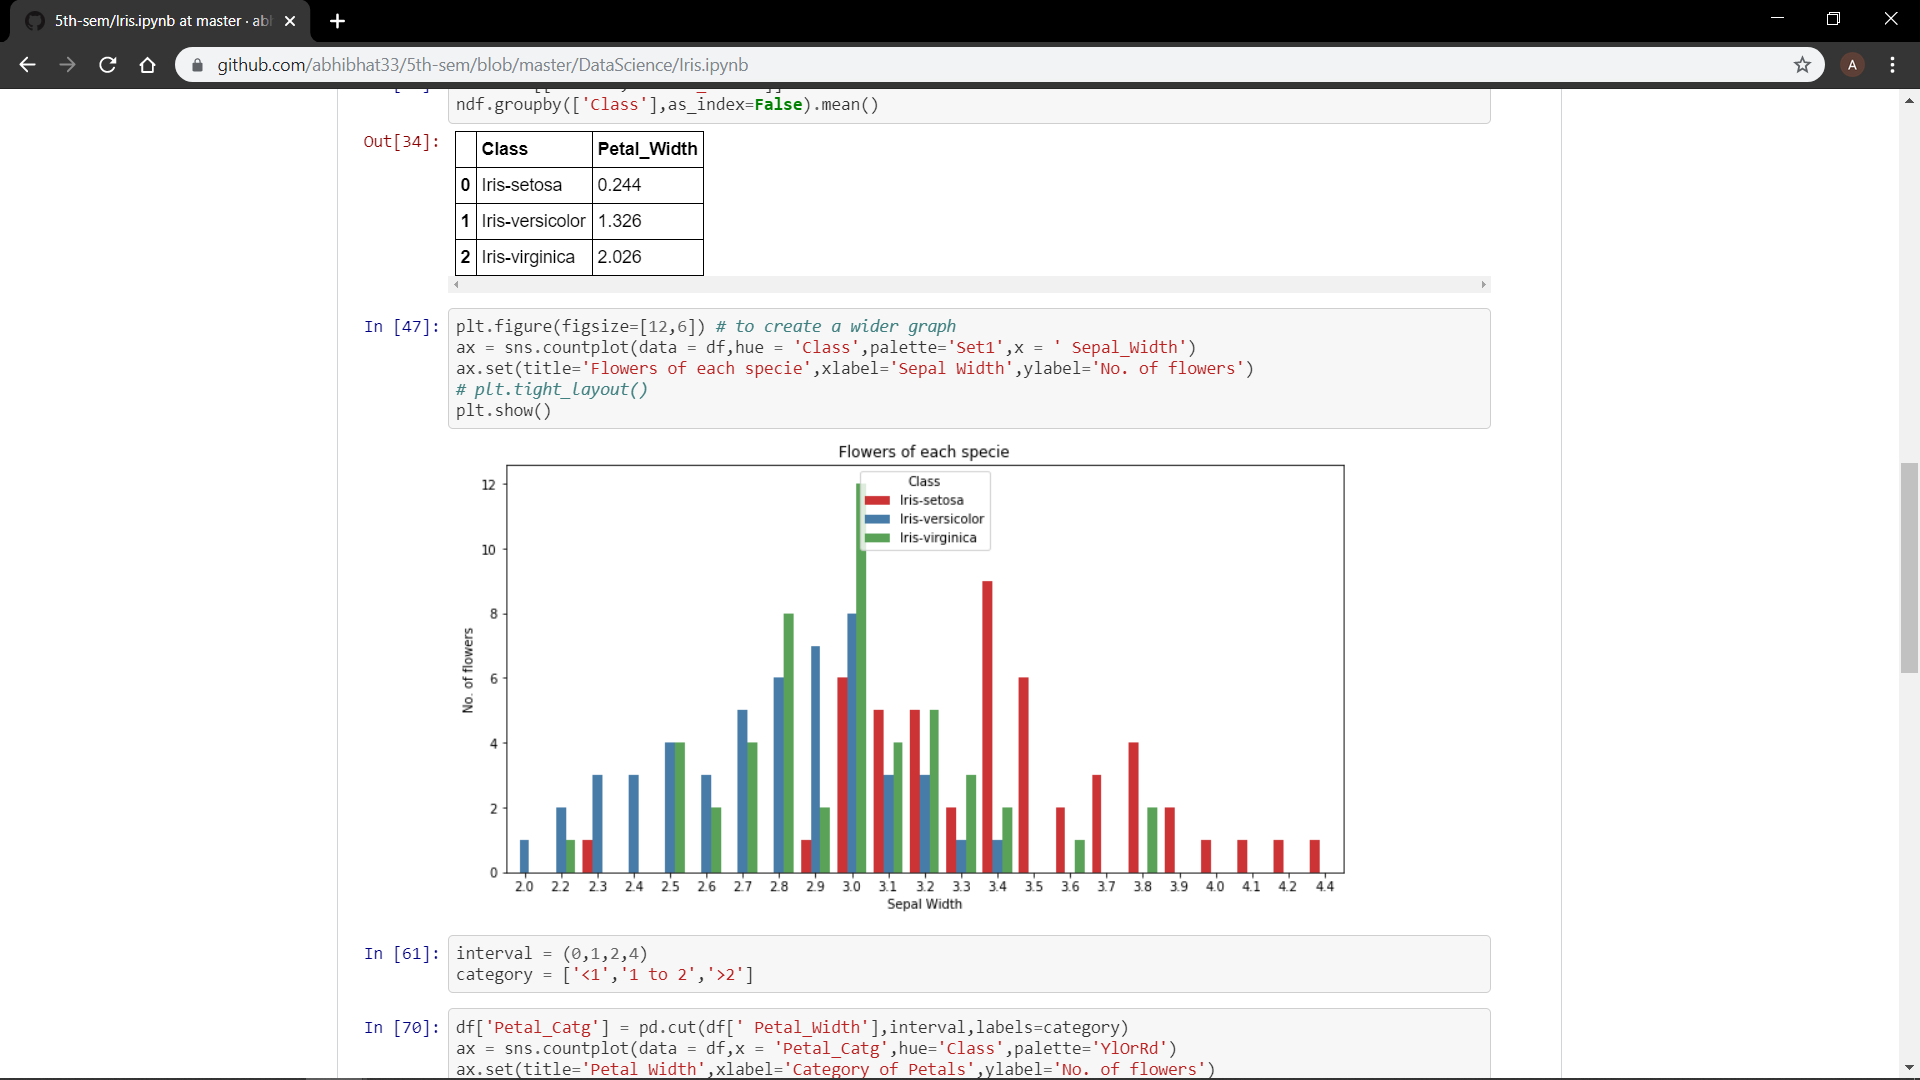 5th-sem/Iris.ipynb at master · ab
github.com/abhibhat33/5th-sem/blob/master/DataScience/Iris.ipynb
A
ndf.groupby(['Class'],as_index=False).mean()
Out[34]:
Class Petal_Width
0 Iris-setosa 0.244
1 Iris-versicolor 1.326
2 Iris-virginica 2.026
In [47]:
plt.figure(figsize=[12,6]) # to create a wider graph
ax = sns.countplot(data = df,hue = 'Class',palette='Set1',x = ' Sepal_Width')
ax.set(title='Flowers of each specie',xlabel='Sepal Width',ylabel='No. of flowers')
# plt.tight_layout()
plt.show()
Flowers of each specie
Class
Iris-setosa
Iris-versicolor
Iris-virginica
12
10
8
6
4
2
0
No. of flowers
2.0 2.2 2.3 2.4 2.5 2.6 2.7 2.8 2.9 3.0 3.1 3.2 3.3 3.4 3.5 3.6 3.7 3.8 3.9 4.0 4.1 4.2 4.4
Sepal Width
In [61]:
interval = (0,1,2,4)
category = ['<1','1 to 2','>2']
In [70]:
df['Petal_Catg'] = pd.cut(df[' Petal_Width'],interval,labels=category)
ax = sns.countplot(data = df,x = 'Petal_Catg',hue='Class',palette='YlOrRd')
ax.set(title='Petal Width',xlabel='Category of Petals',ylabel='No. of flowers')